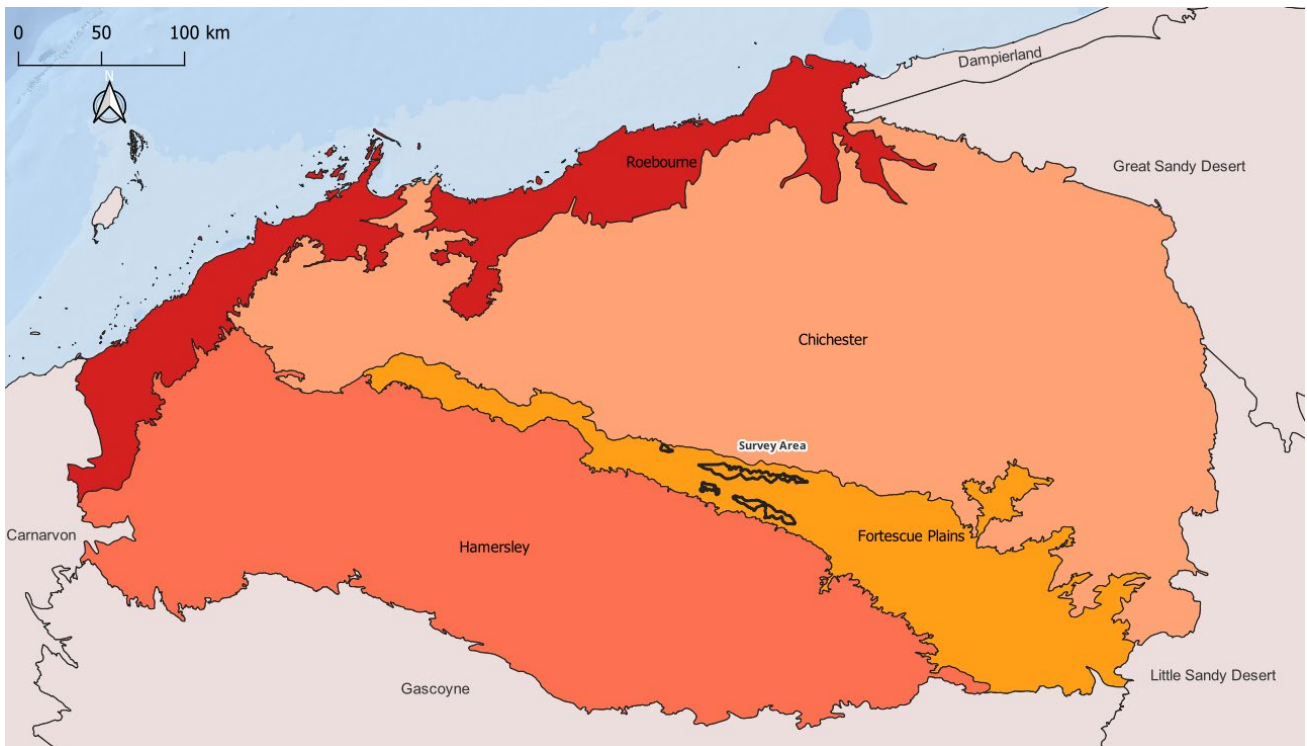 0 50 100 km
N
Dampierland
Roebourne
Great Sandy Desert
Chichester
Survey Area
Carnarvon
Hamersley
Fortescue Plains
Gascoyne
Little Sandy Desert